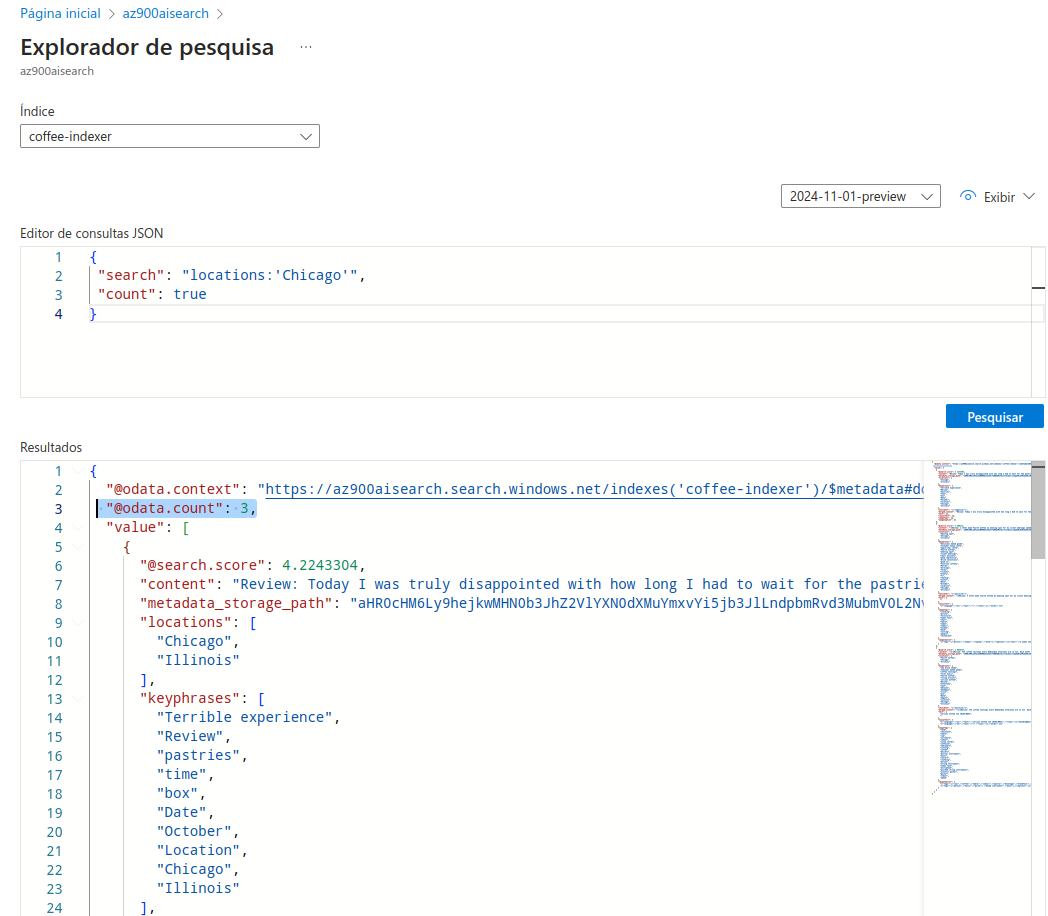 Página inicial > az900aisearch >
Explorador de pesquisa ...
az900aisearch
Índice
coffee-indexer
2024-11-01-preview Exibir
Editor de consultas JSON
1 {
2 "search": "locations:'Chicago'",
3 "count": true
4 }
Pesquisar
Resultados
1 {
2 "@odata.context": "https://az900aisearch.search.windows.net/indexes('coffee-indexer')/$metadata#do
3 "@odata.count": 3,
4 "value": [
5 {
6 "@search.score": 4.2243304,
7 "content": "Review: Today I was truly disappointed with how long I had to wait for the pastrie
8 "metadata_storage_path": "aHR0cHM6Ly9hejkwMHN0b3JhZ2VlYXN0dXMuYmxvYi5jb3JlLndpbmRvd3MubmV0L2Nv
9 "locations": [
10 "Chicago",
11 "Illinois"
12 ],
13 "keyphrases": [
14 "Terrible experience",
15 "Review",
16 "pastries",
17 "time",
18 "box",
19 "Date",
20 "October",
21 "Location",
22 "Chicago",
23 "Illinois"
24 ],